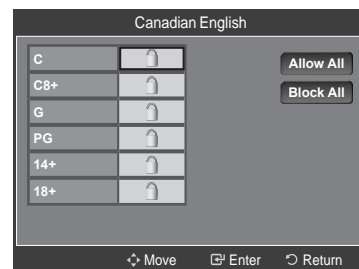 Canadian English
C
Allow All
C8+
Block All
G
PG
14+
18+
Move Enter Return